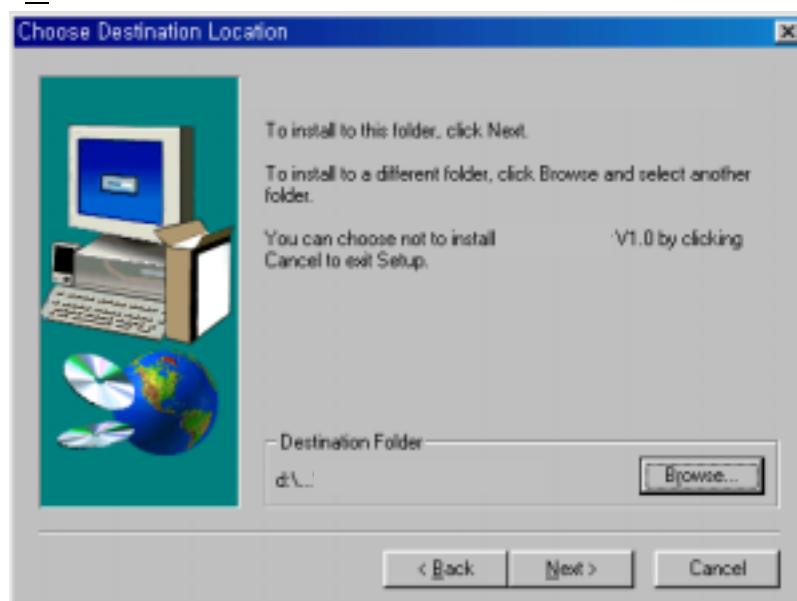 Choose Destination Location
To install to this folder, click Next.
To install to a different folder, click Browse and select another
folder.
You can choose not to install V1.0 by clicking
Cancel to exit Setup.
Destination Folder
d:\...
Browse...
< Back
Next >
Cancel